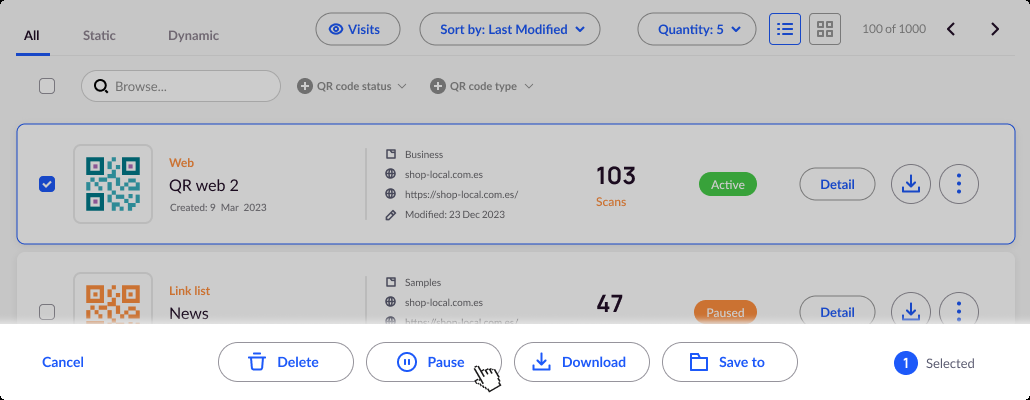 All Static Dynamic Visits Sort by: Last Modified Quantity: 5 100 of 1000
Browse... QR code status QR code type
Web
QR web 2
Created: 9 Mar 2023
Business
shop-local.com.es
https://shop-local.com.es/
Modified: 23 Dec 2023
103
Scans
Active
Detail
Link list
News
Samples
shop-local.com.es
https://shop-local.com.es/
47
Paused
Detail
Cancel Delete Pause Download Save to 1 Selected